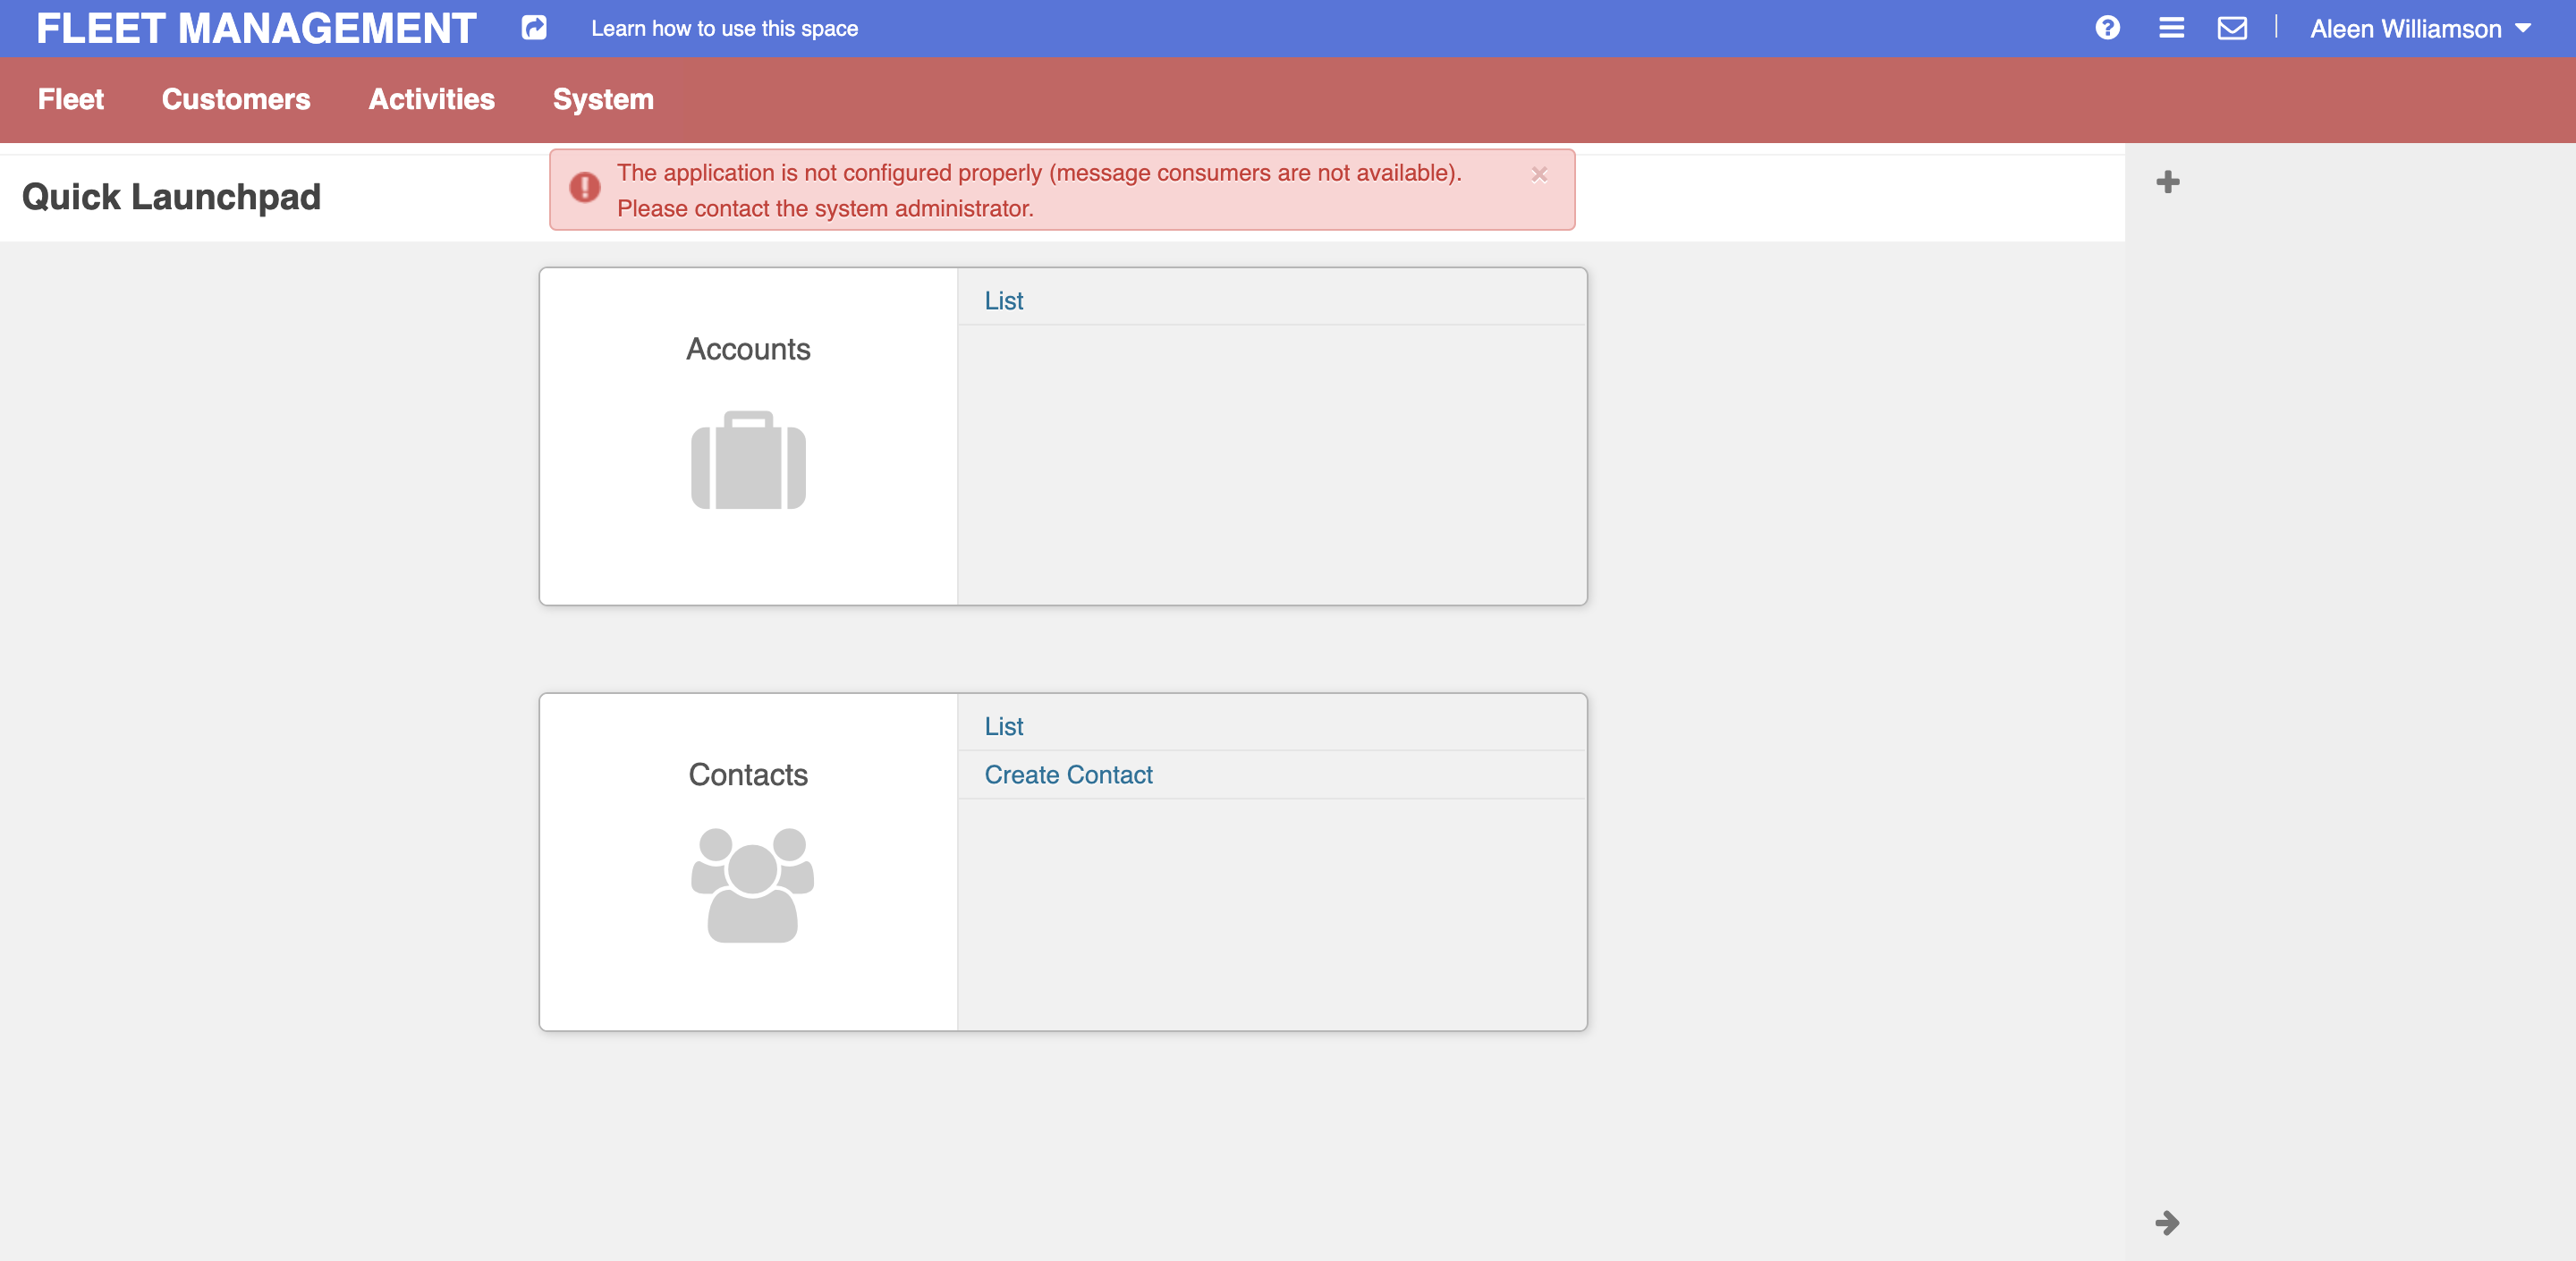 FLEET MANAGEMENT
Learn how to use this space
Aleen Williamson
Fleet
Customers
Activities
System
Quick Launchpad
The application is not configured properly (message consumers are not available).
Please contact the system administrator.
×
Accounts
List
Contacts
List
Create Contact